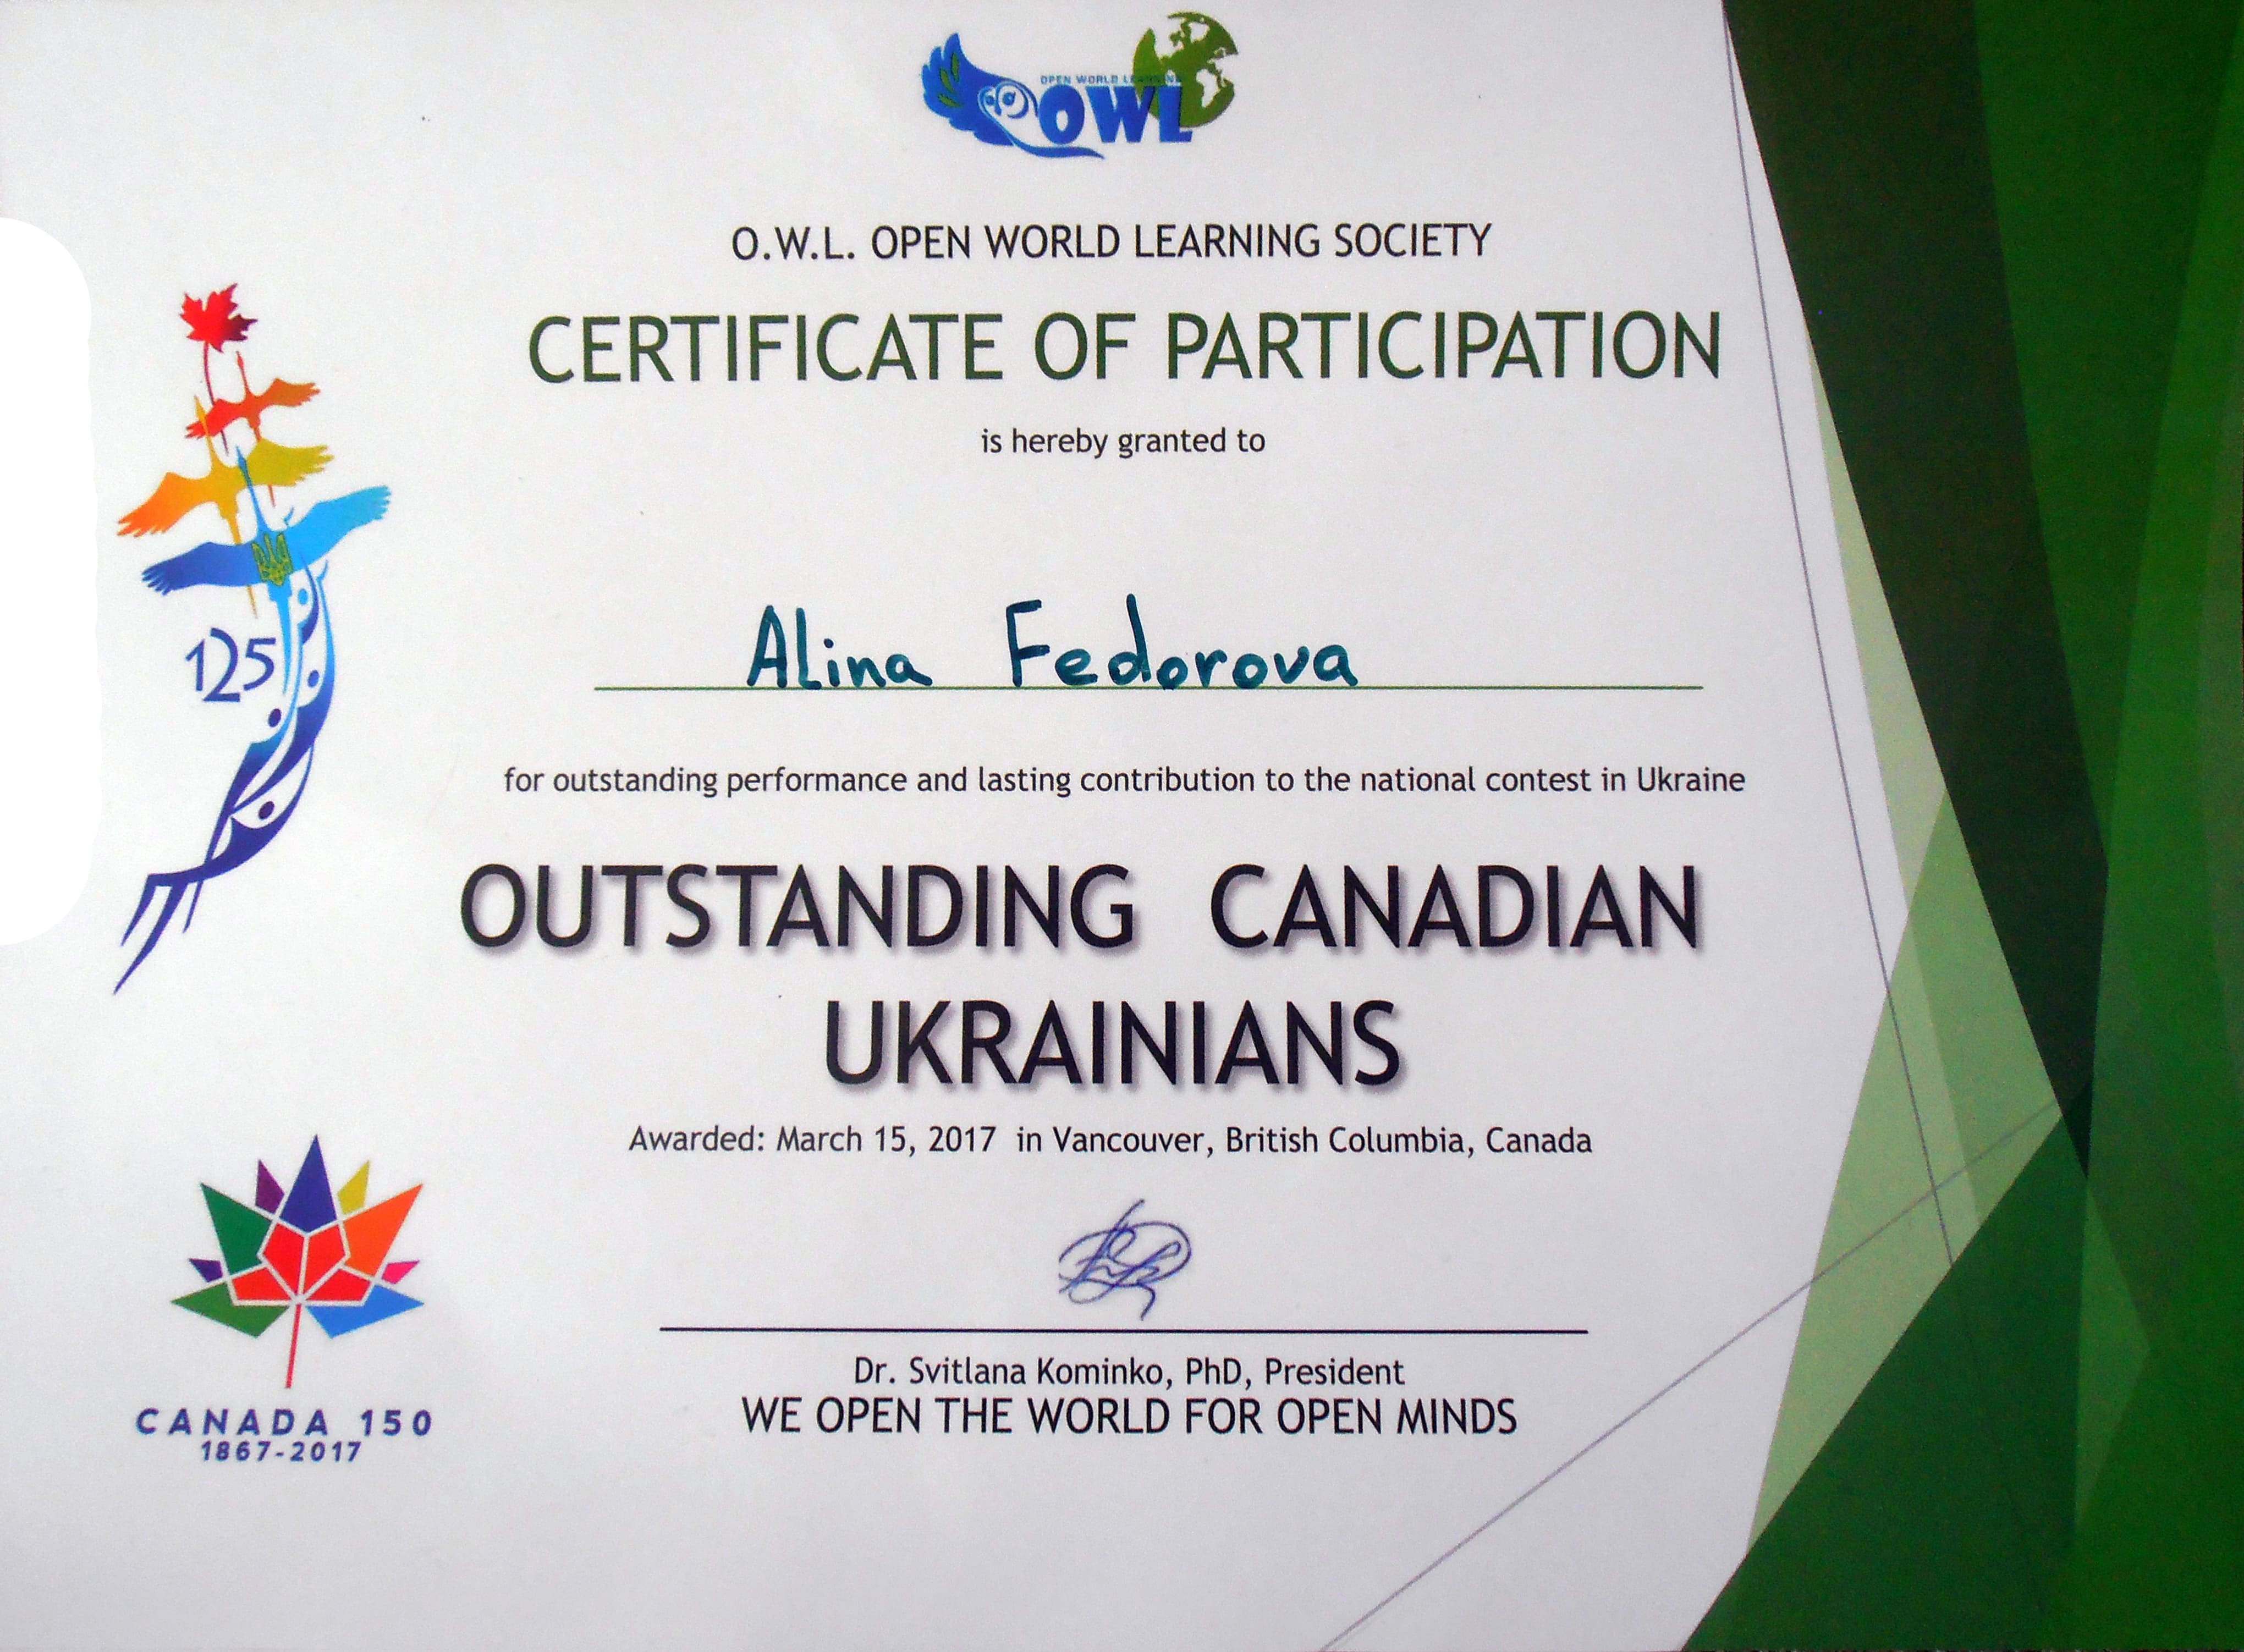 OPEN WORLD LEARNING
OWL
O.W.L. OPEN WORLD LEARNING SOCIETY
CERTIFICATE OF PARTICIPATION
is hereby granted to
Alina Fedorova
125
for outstanding performance and lasting contribution to the national contest in Ukraine
OUTSTANDING CANADIAN
UKRAINIANS
Awarded: March 15, 2017 in Vancouver, British Columbia, Canada
Dr. Svitlana Kominko, PhD, President
WE OPEN THE WORLD FOR OPEN MINDS
CANADA 150
1867-2017